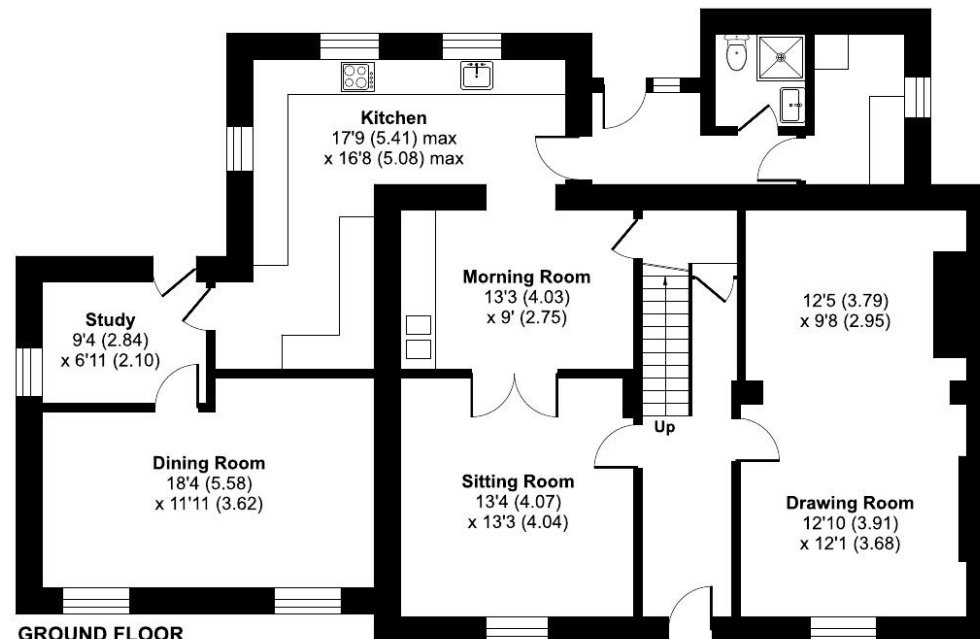 Kitchen
17'9 (5.41) max
x 16'8 (5.08) max
Morning Room
13'3 (4.03)
x 9' (2.75)
12'5 (3.79)
x 9'8 (2.95)
Study
9'4 (2.84)
x 6'11 (2.10)
Up
Dining Room
18'4 (5.58)
x 11'11 (3.62)
Sitting Room
13'4 (4.07)
x 13'3 (4.04)
Drawing Room
12'10 (3.91)
x 12'1 (3.68)
GROUND FLOOR